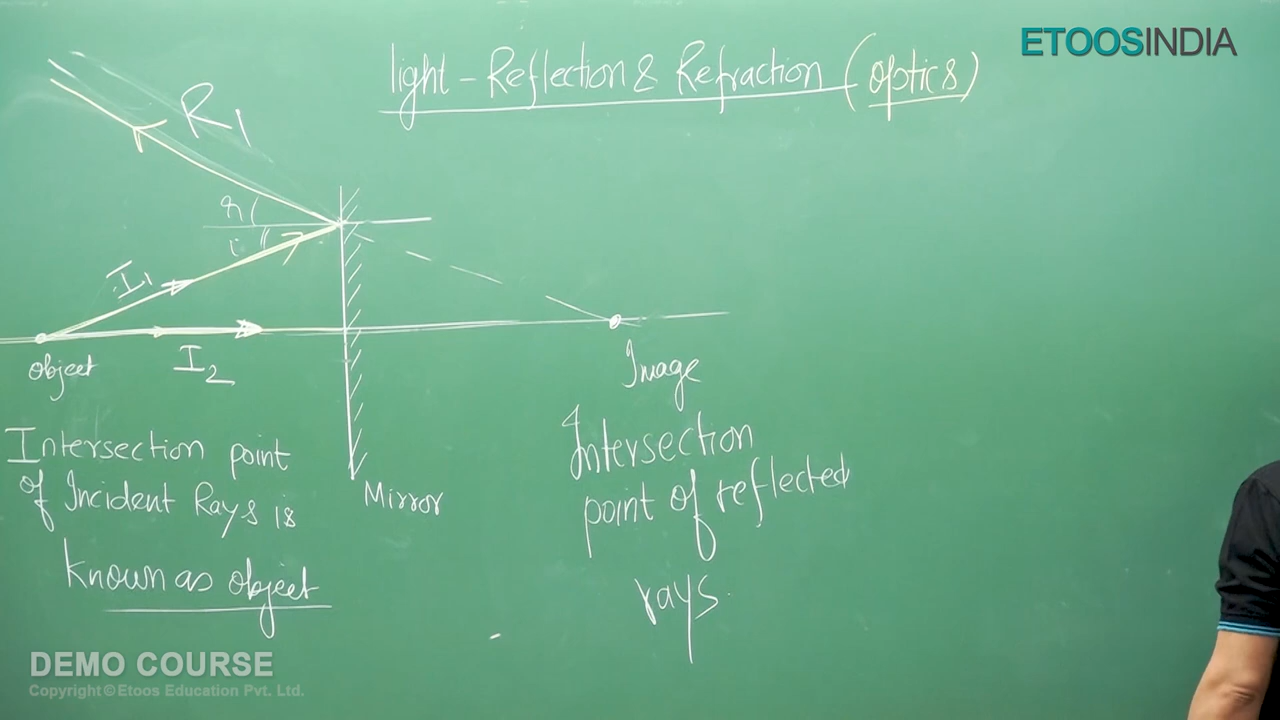 light - Reflection & Refraction (optics)
ETOOSINDIA
R1
r
i
I1
I2
object
Image
Intersection point
of Incident Rays is
known as object
Mirror
Intersection
point of reflected
rays.
DEMO COURSE
Copyright © Etoos Education Pvt. Ltd.